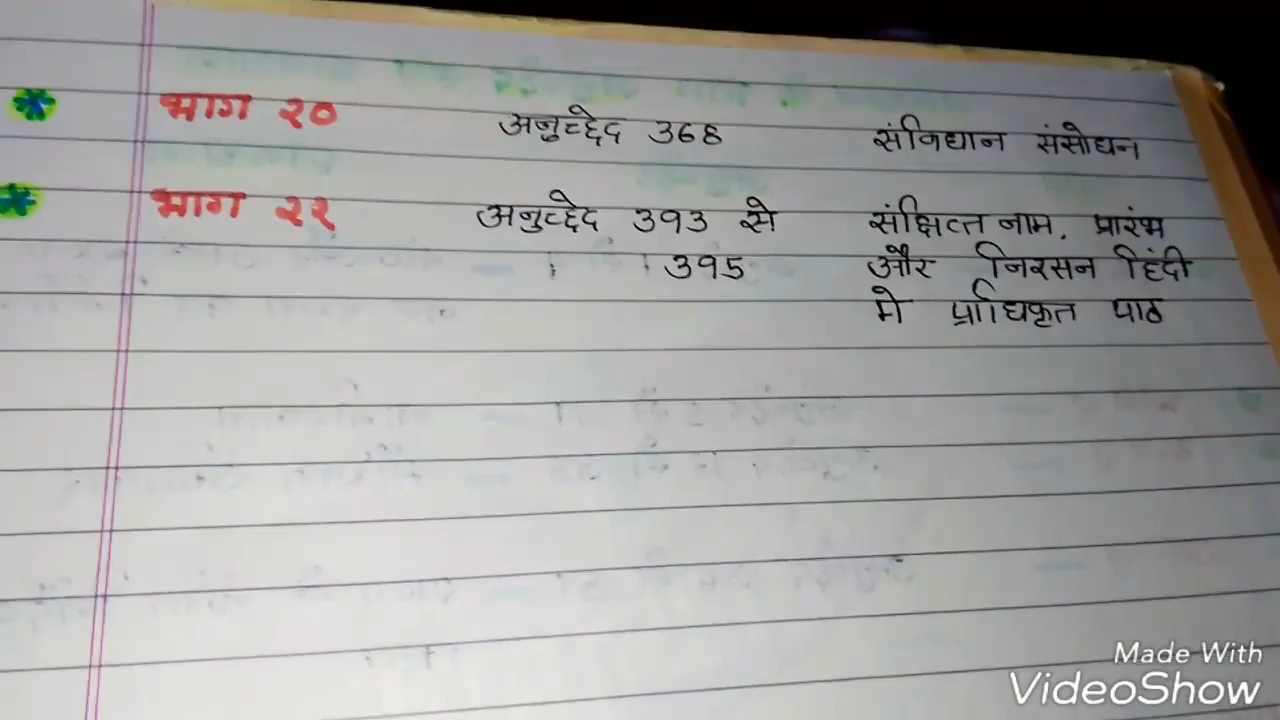 भाग २० अनुच्छेद 368 संविधान संसोधन
भाग २२ अनुच्छेद 393 से संक्षिप्त नाम, प्रारंभ
395 और निरसन हिंदी
मे प्राधिकृत पाठ
Made With
VideoShow